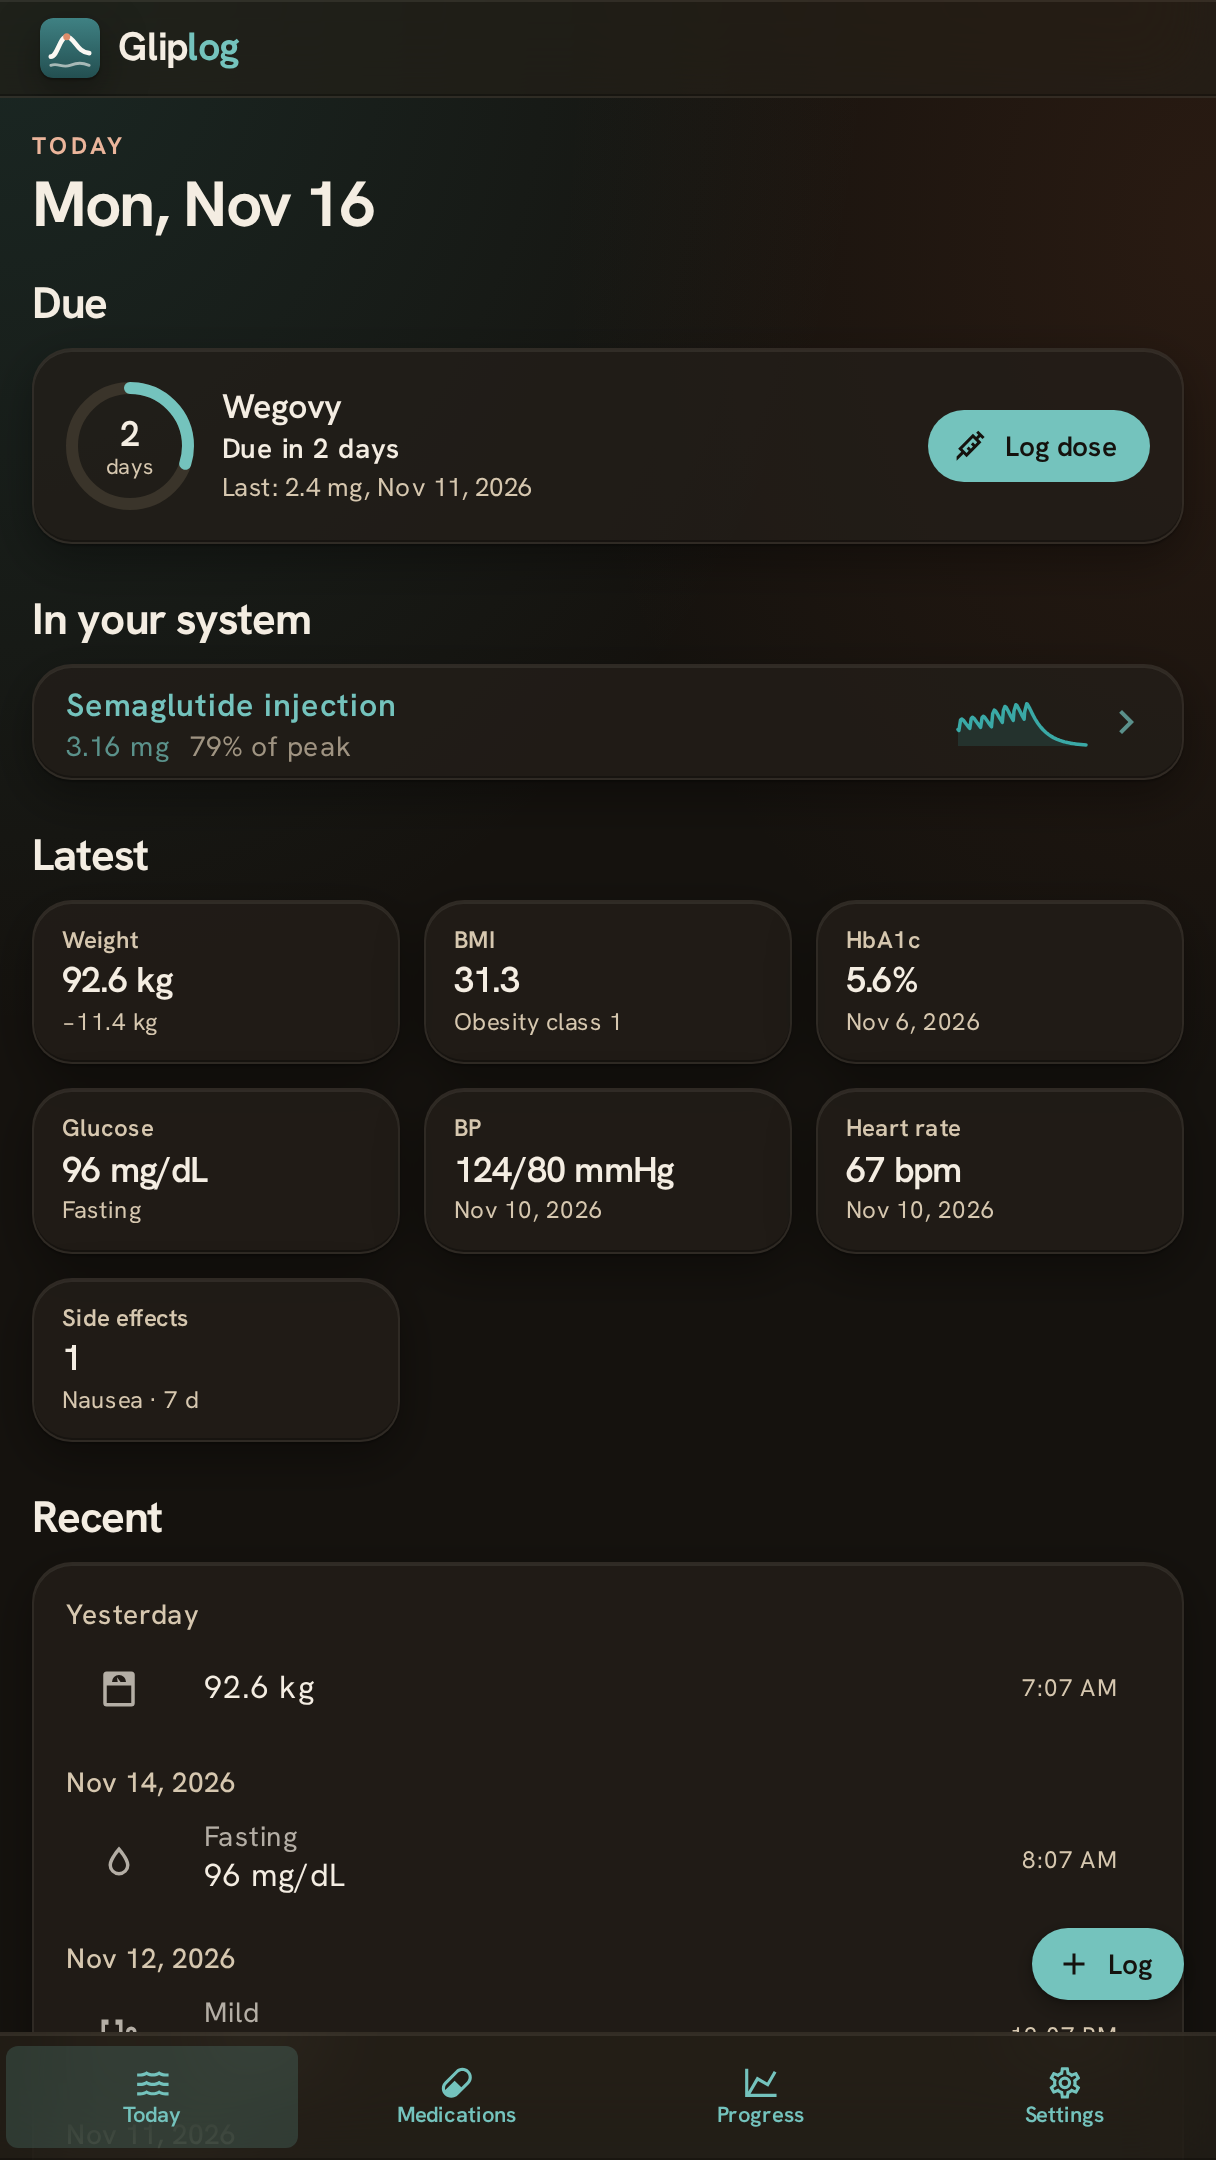 Gliplog
TODAY
Mon, Nov 16
Due
2
days
Wegovy
Due in 2 days
Last: 2.4 mg, Nov 11, 2026
Log dose
In your system
Semaglutide injection
3.16 mg 79% of peak
Latest
Weight
92.6 kg
−11.4 kg
BMI
31.3
Obesity class 1
HbA1c
5.6%
Nov 6, 2026
Glucose
96 mg/dL
Fasting
BP
124/80 mmHg
Nov 10, 2026
Heart rate
67 bpm
Nov 10, 2026
Side effects
1
Nausea · 7 d
Recent
Yesterday
92.6 kg
7:07 AM
Nov 14, 2026
Fasting
96 mg/dL
8:07 AM
Nov 12, 2026
Mild
Log
Today
Medications
Progress
Settings
Nov 11, 2026